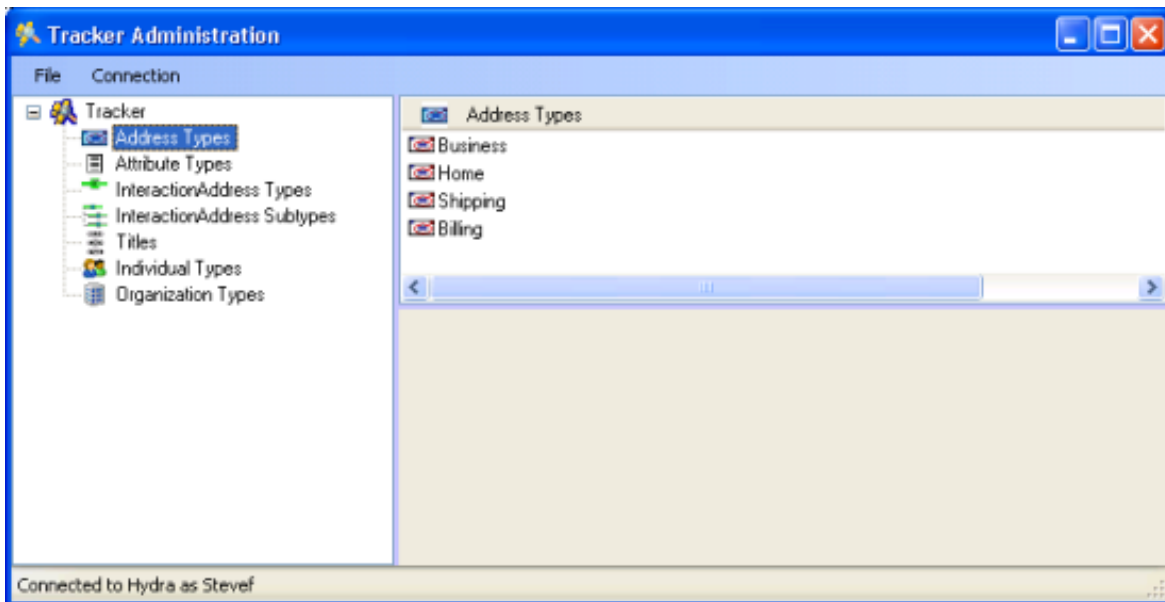 Tracker Administration
File Connection
Tracker
Address Types
Attribute Types
InteractionAddress Types
InteractionAddress Subtypes
Titles
Individual Types
Organization Types
Address Types
Business
Home
Shipping
Billing
Connected to Hydra as Stevef